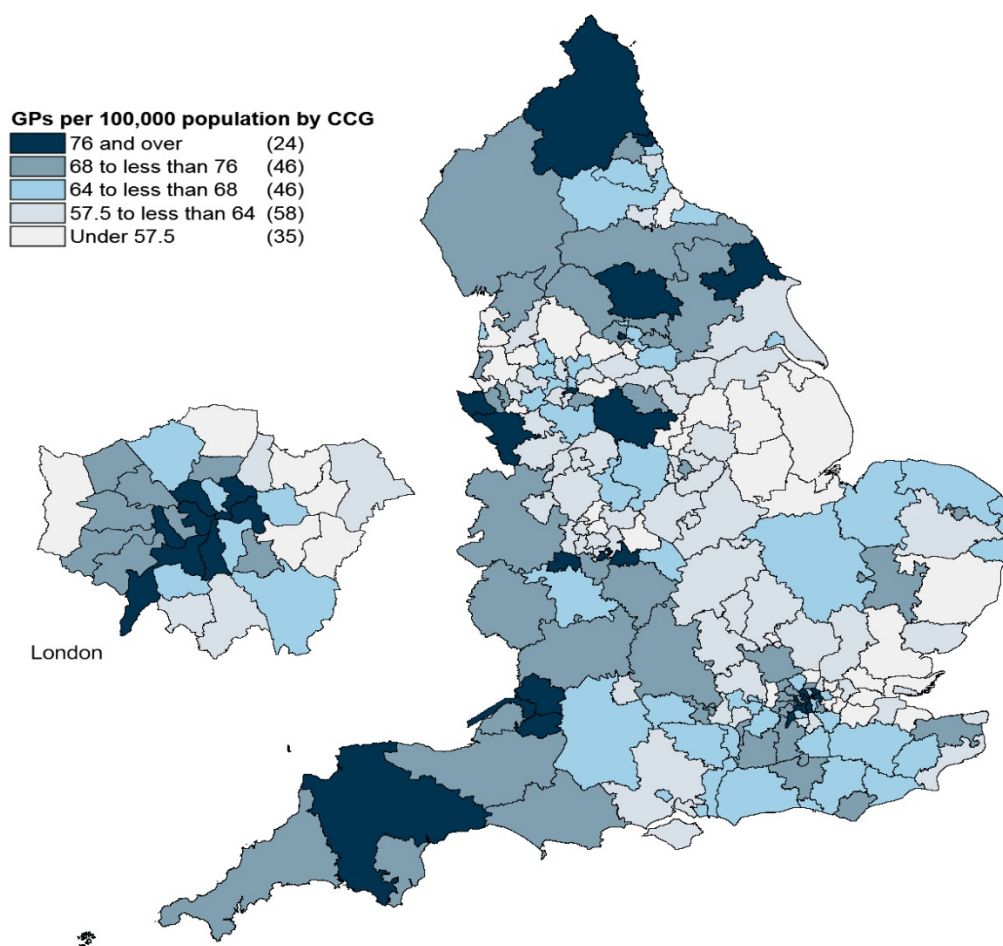 GPs per 100,000 population by CCG
76 and over (24)
68 to less than 76 (46)
64 to less than 68 (46)
57.5 to less than 64 (58)
Under 57.5 (35)
London